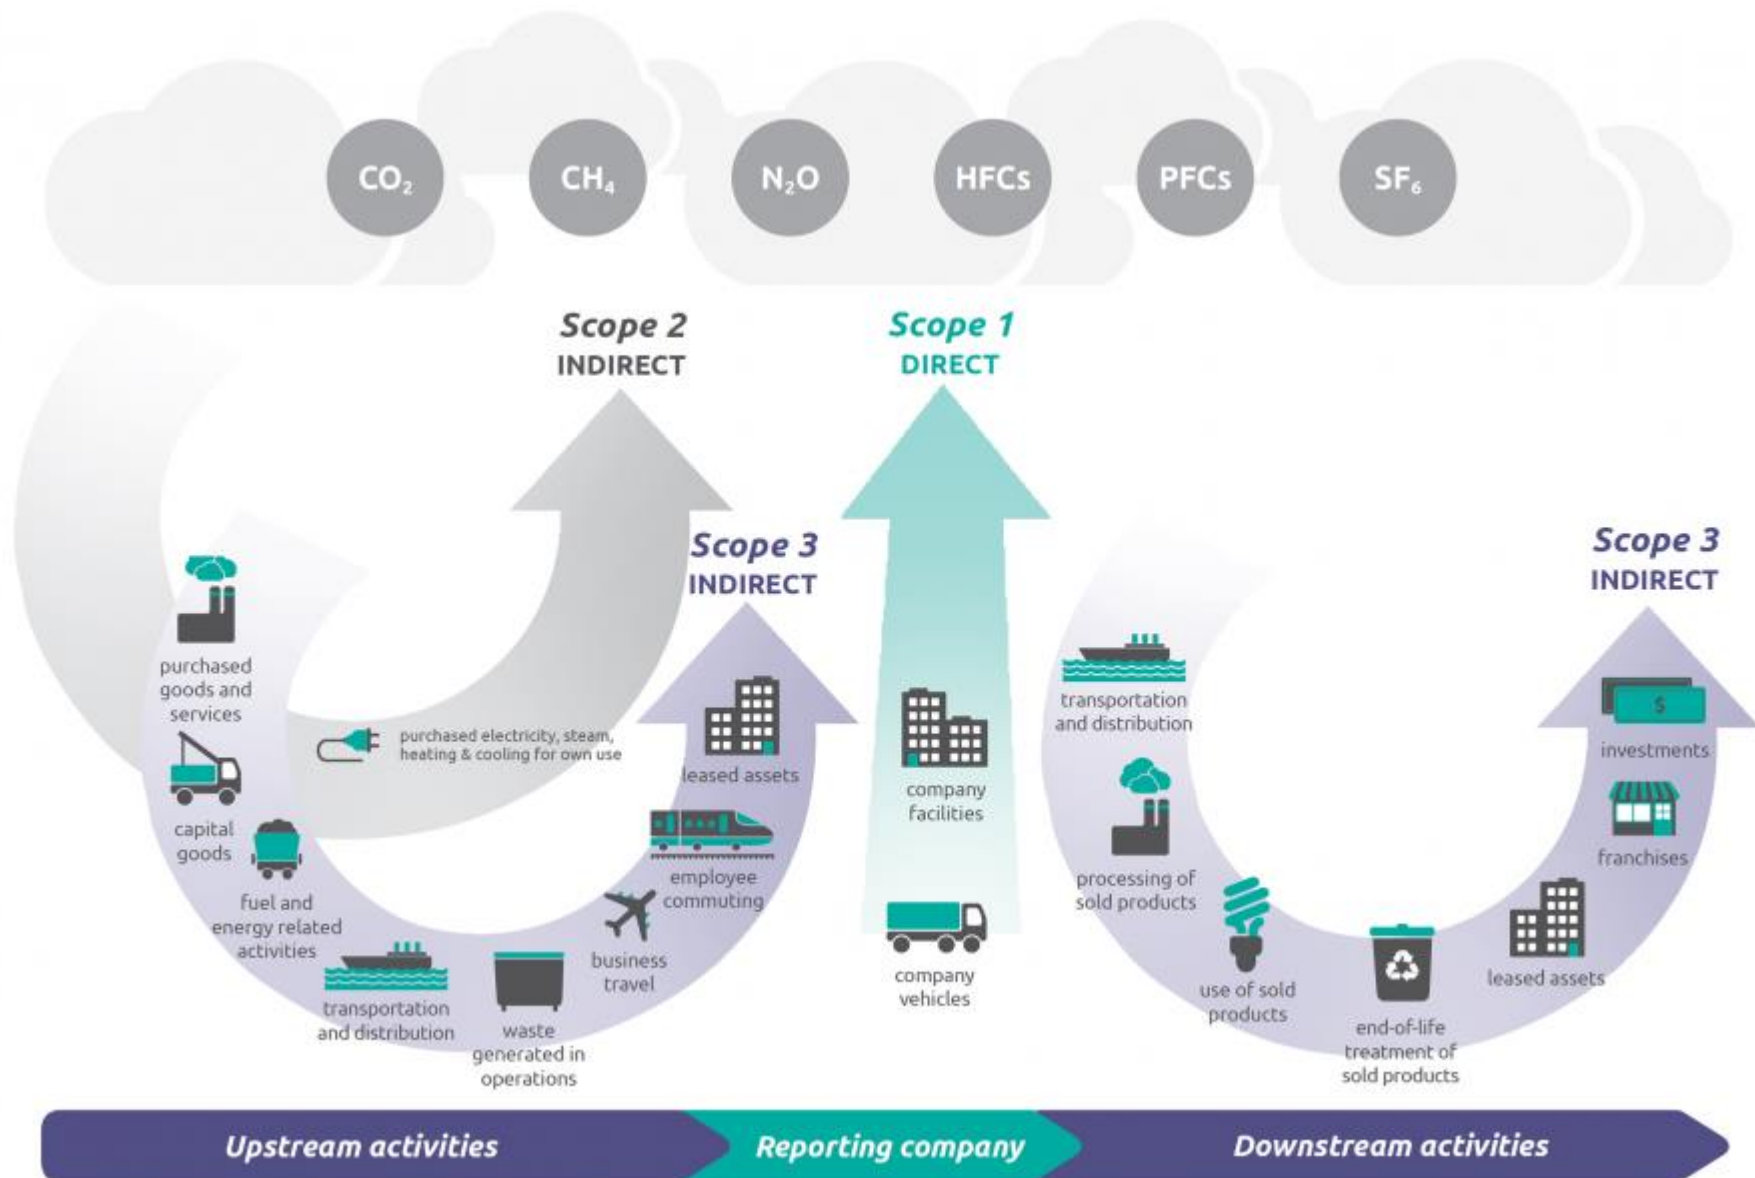 CO₂
CH₄
N₂O
HFCs
PFCs
SF₆
Scope 2
INDIRECT
Scope 1
DIRECT
Scope 3
INDIRECT
Scope 3
INDIRECT
purchased
goods and
services
capital
goods
fuel and
energy related
activities
transportation
and distribution
waste
generated in
operations
business
travel
employee
commuting
leased assets
purchased electricity, steam,
heating & cooling for own use
company
facilities
company
vehicles
transportation
and distribution
processing of
sold products
use of sold
products
end-of-life
treatment of
sold products
leased assets
franchises
$
investments
Upstream activities
Reporting company
Downstream activities